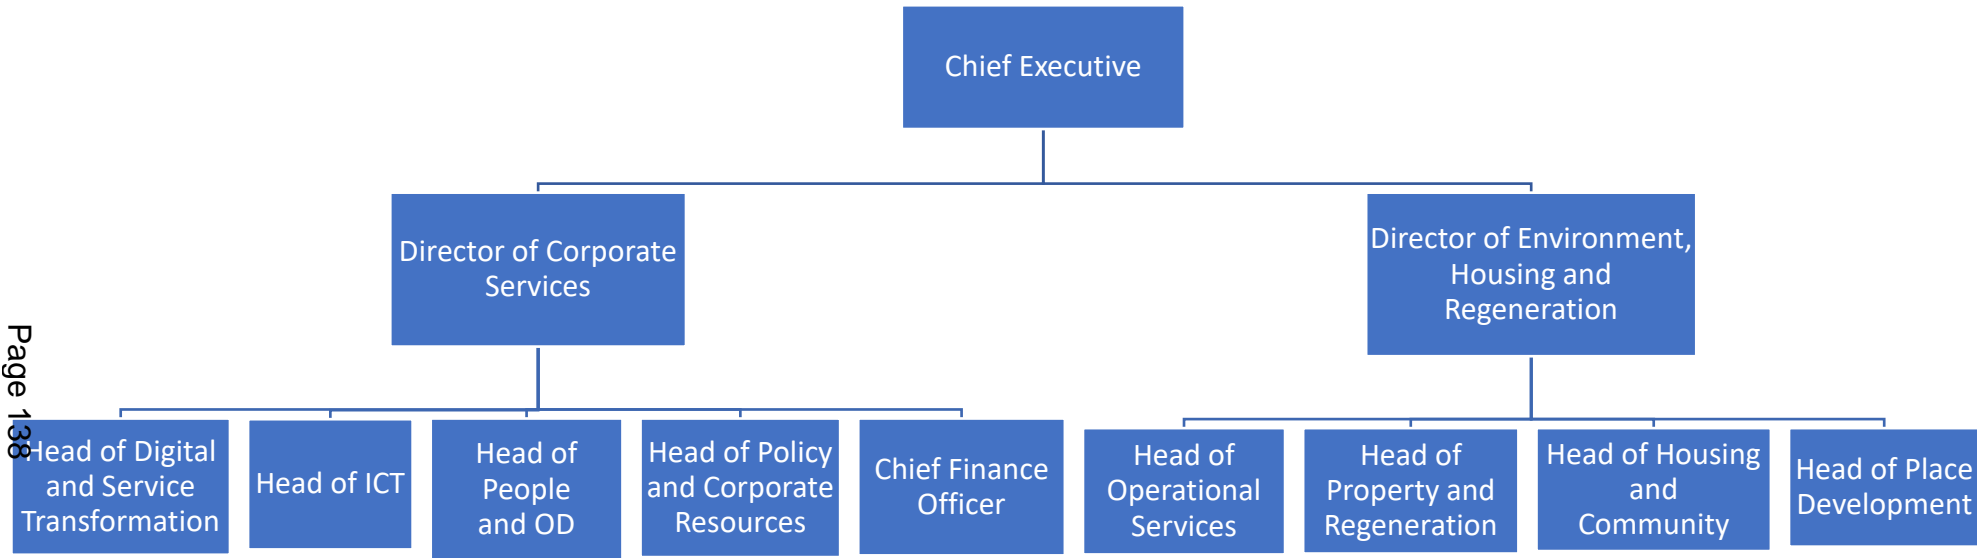 Chief Executive
Director of Corporate
Services
Director of Environment,
Housing and
Regeneration
Page 138
Head of Digital
and Service
Transformation
Head of ICT
Head of
People
and OD
Head of Policy
and Corporate
Resources
Chief Finance
Officer
Head of
Operational
Services
Head of
Property and
Regeneration
Head of Housing
and
Community
Head of Place
Development